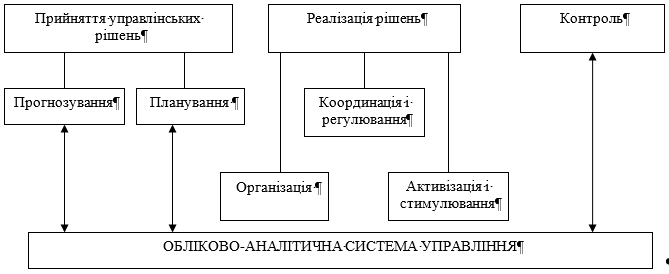 Прийняття управлінських
рішень¶
Реалізація рішень¶
Контроль¶
Прогнозування¶
Планування¶
Координація і
регулювання¶
Організація ¶
Активізація і
стимулювання¶
ОБЛІКОВО-АНАЛІТИЧНА СИСТЕМА УПРАВЛІННЯ¶